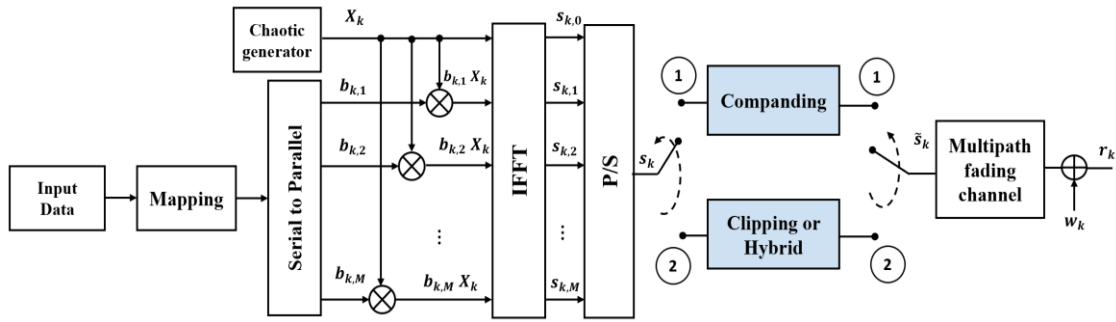 Chaotic
generator
X_k
Input
Data
Mapping
Serial to Parallel
b_{k,1}
b_{k,2}
⋮
b_{k,M}
b_{k,1} X_k
b_{k,2} X_k
...
b_{k,M} X_k
IFFT
s_{k,0}
s_{k,1}
s_{k,2}
...
s_{k,M}
P/S
s_k
1
Companding
1
2
Clipping or
Hybrid
2
s̃_k
Multipath
fading
channel
r_k
w_k